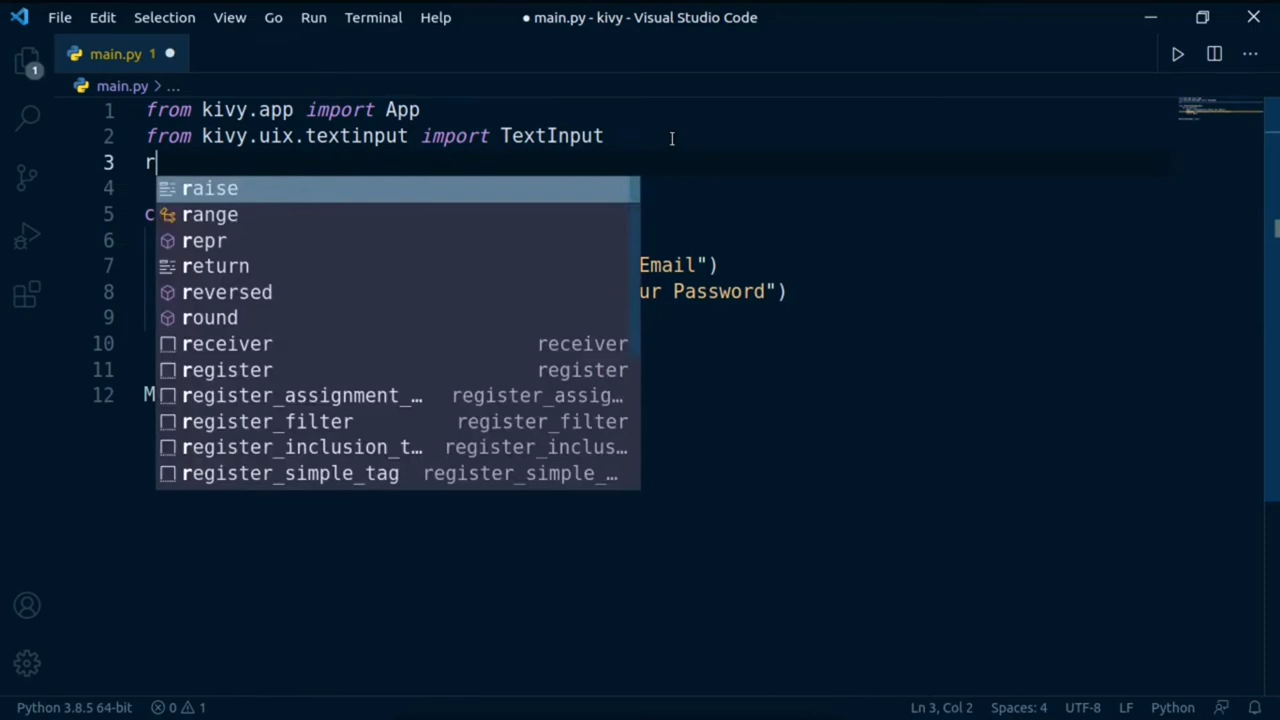 File Edit Selection View Go Run Terminal Help
● main.py - kivy - Visual Studio Code
1
main.py 1 ●
main.py > ...
1 from kivy.app import App
2 from kivy.uix.textinput import TextInput
3 r
4 raise
5 c range
6 repr
7 return Email")
8 reversed ur Password")
9 round
10 receiver receiver
11 register register
12 M register_assignment_… register_assig…
register_filter register_filter
register_inclusion_t… register_inclus…
register_simple_tag register_simple_…
Python 3.8.5 64-bit 0 1 Ln 3, Col 2 Spaces: 4 UTF-8 LF Python